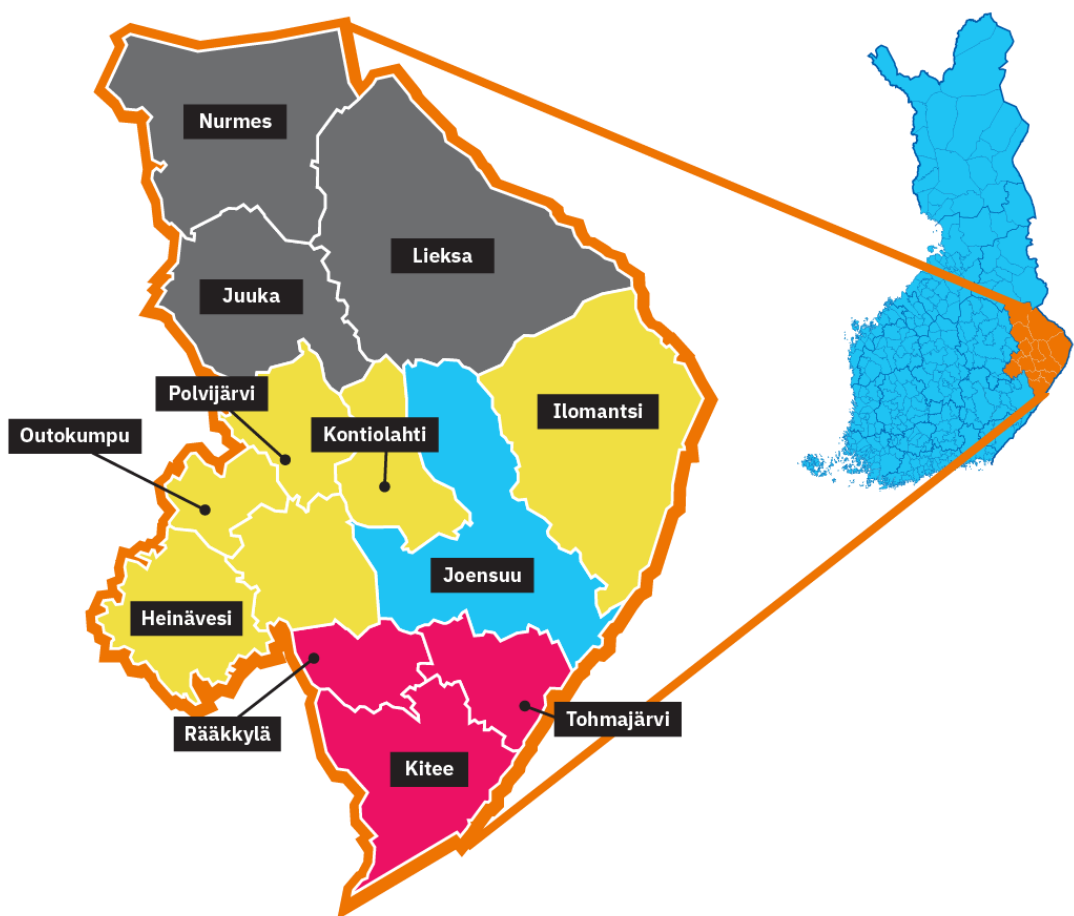 Nurmes
Lieksa
Juuka
Polvijärvi
Ilomantsi
Outokumpu
Kontiolahti
Joensuu
Heinävesi
Rääkkylä
Tohmajärvi
Kitee